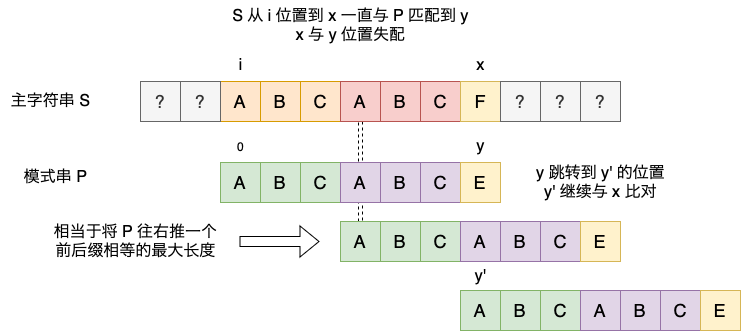 S 从 i 位置到 x 一直与 P 匹配到 y
x 与 y 位置失配
i x
主字符串 S ? ? A B C A B C F ? ? ?
0 y
模式串 P A B C A B C E
y 跳转到 y' 的位置
y' 继续与 x 比对
相当于将 P 往右推一个
前后缀相等的最大长度
A B C A B C E
y'
A B C A B C E